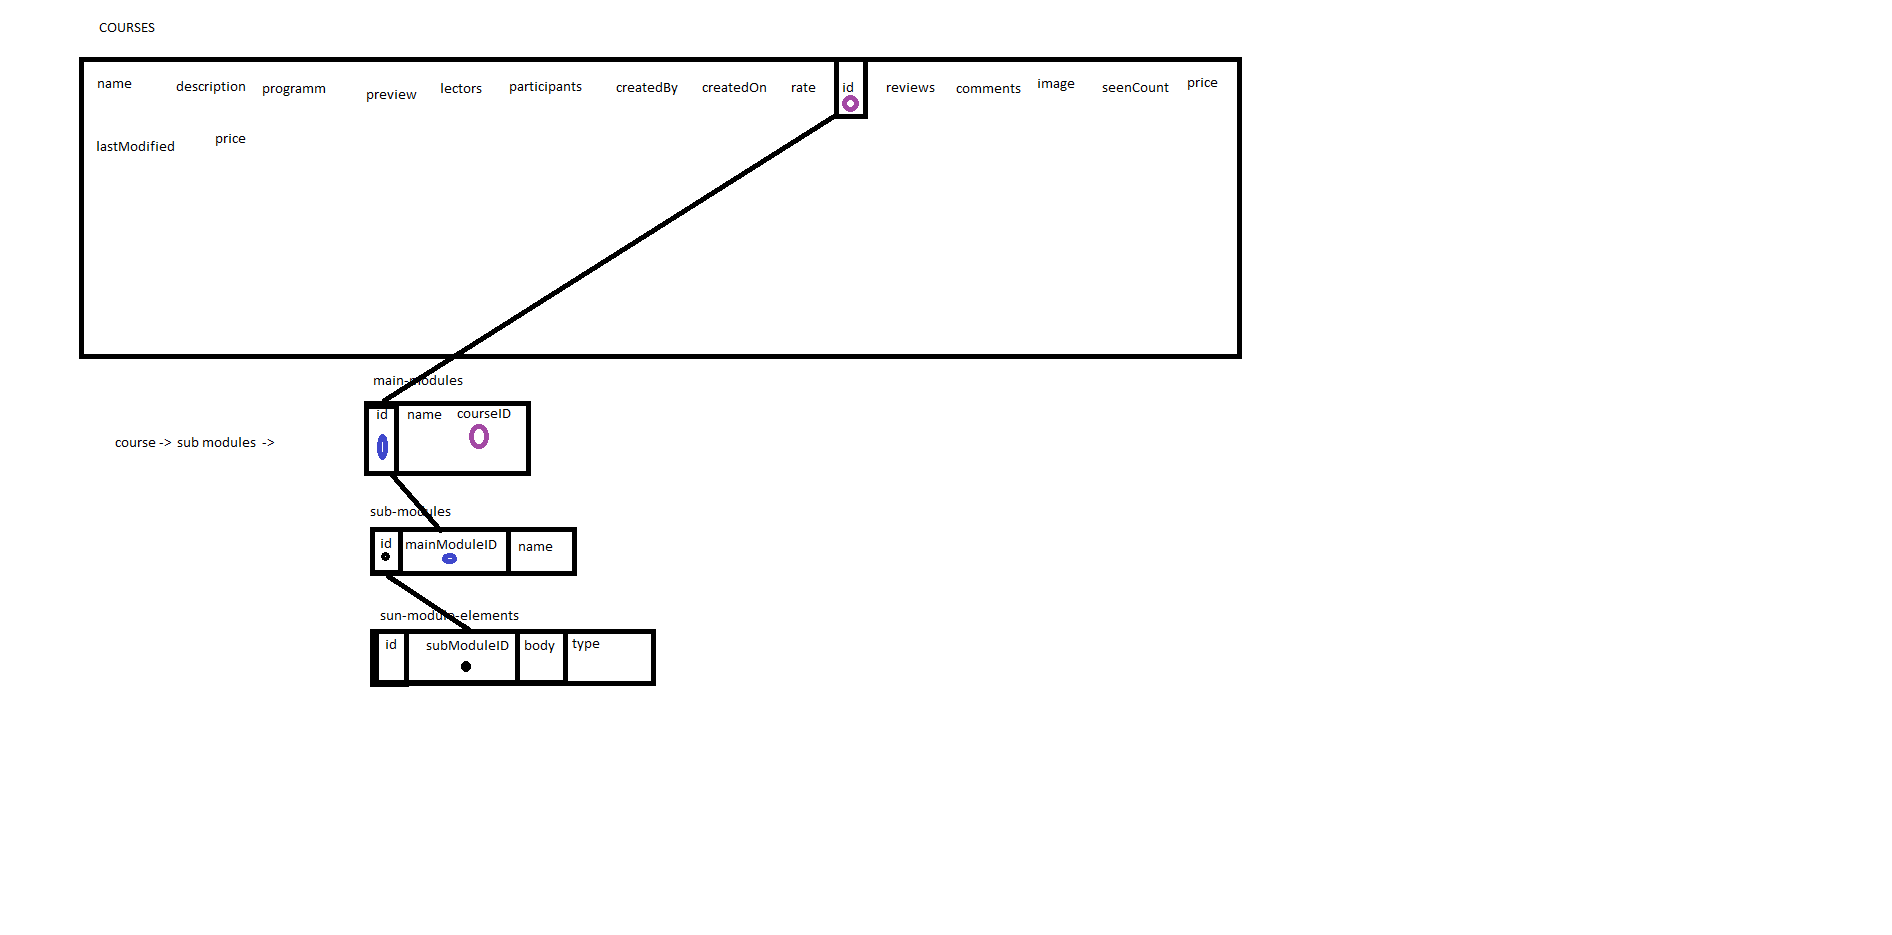 COURSES
name description programm preview lectors participants createdBy createdOn rate id reviews comments image seenCount price
lastModified price
main-modules
id name courseID
course -> sub modules ->
sub-modules
id mainModuleID name
sun-module-elements
id subModuleID body type